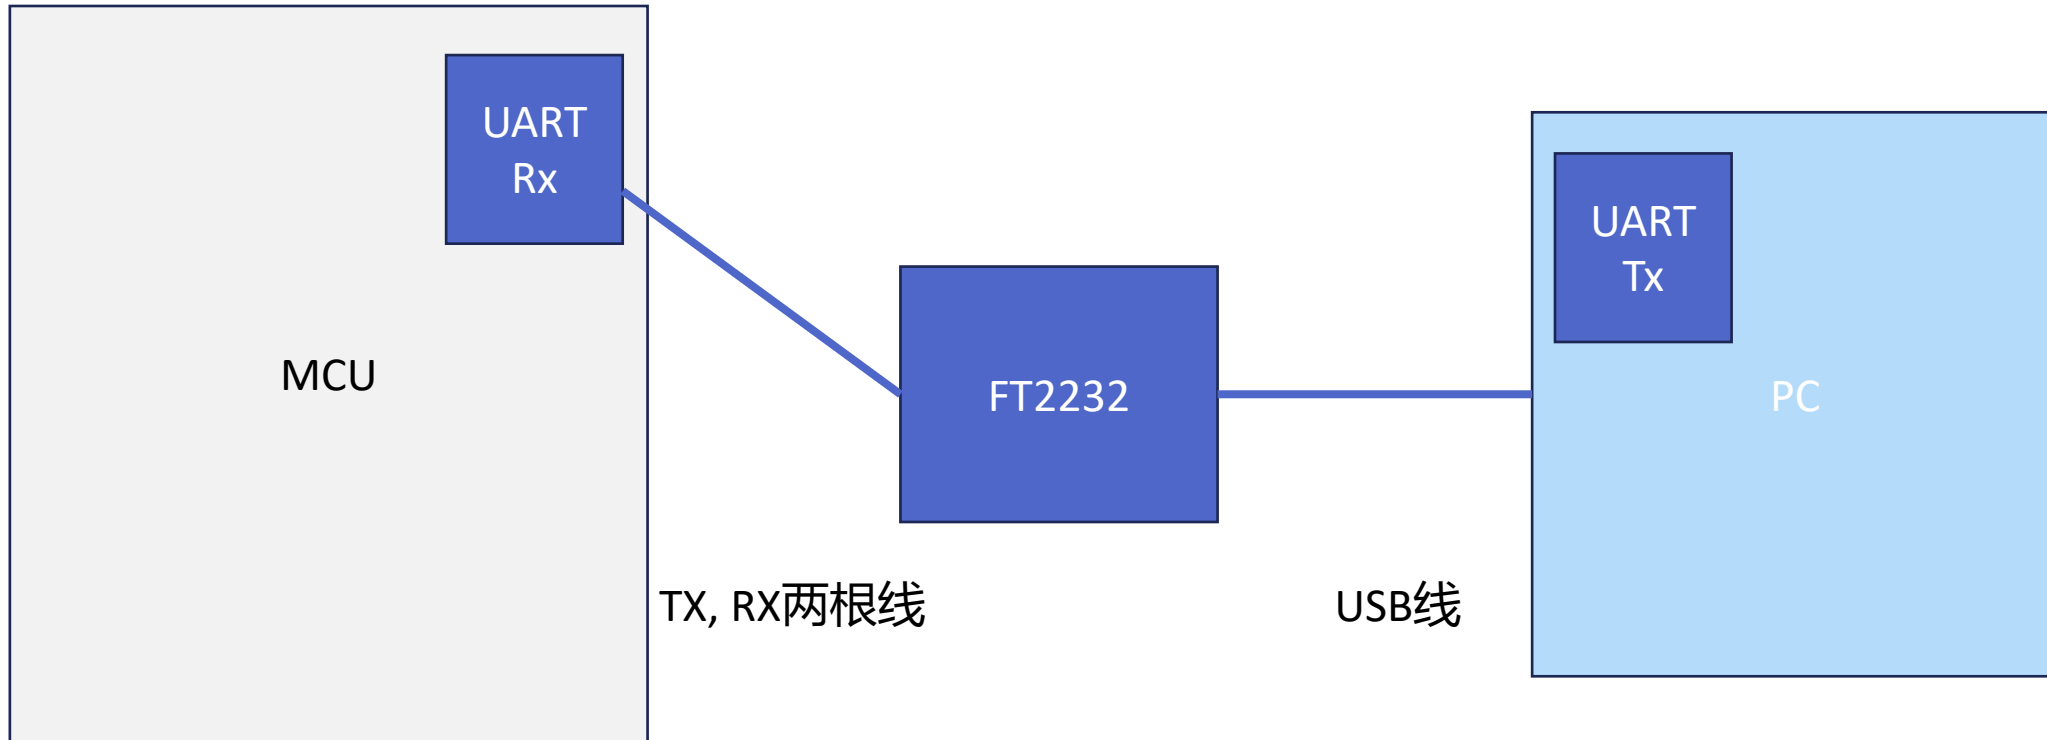 UART
Rx
MCU
TX, RX两根线
FT2232
USB线
UART
Tx
PC